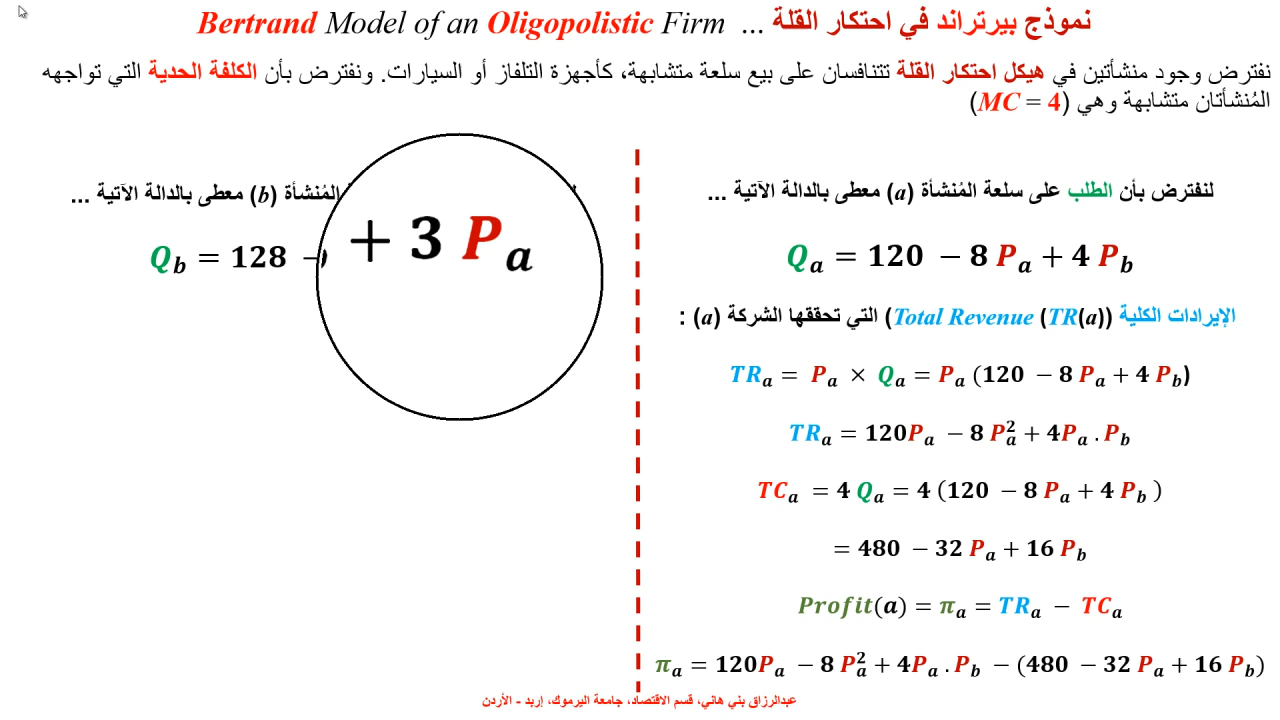 نموذج بيرتراند في احتكار القلة ... Bertrand Model of an Oligopolistic Firm
نفترض وجود منشأتين في هيكل احتكار القلة تتنافسان على بيع سلعة متشابهة، كأجهزة التلفاز أو السيارات. ونفترض بأن الكلفة الحدية التي تواجهه
المُنشأتان متشابهة وهي (MC = 4)
لنفترض بأن الطلب على سلعة المُنشأة (a) معطى بالدالة الآتية ...
Q_a = 120 − 8 P_a + 4 P_b
الإيرادات الكلية (Total Revenue (TR(a)) التي تحققها الشركة (a) :
TR_a = P_a × Q_a = P_a (120 − 8 P_a + 4 P_b)
TR_a = 120P_a − 8 P_a^2 + 4P_a . P_b
TC_a = 4 Q_a = 4 (120 − 8 P_a + 4 P_b )
= 480 − 32 P_a + 16 P_b
Profit(a) = π_a = TR_a − TC_a
π_a = 120P_a − 8 P_a^2 + 4P_a . P_b − (480 − 32 P_a + 16 P_b)
المُنشأة (b) معطى بالدالة الآتية ...
Q_b = 128 − + 3 P_a
عبدالرزاق بني هاني، قسم الاقتصاد، جامعة اليرموك، إربد - الأردن